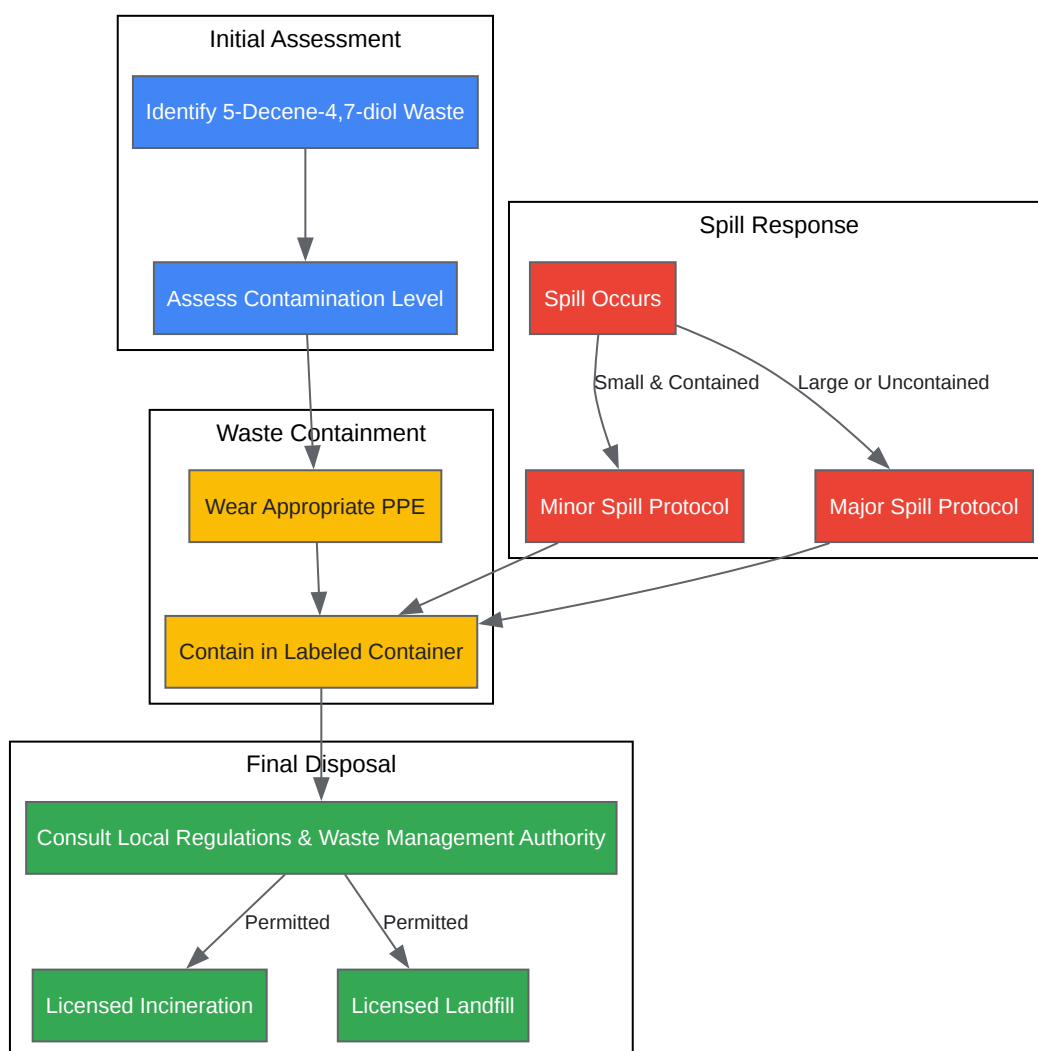 Initial Assessment
Identify 5-Decene-4,7-diol Waste
Assess Contamination Level
Spill Response
Spill Occurs
Small & Contained
Large or Uncontained
Minor Spill Protocol
Major Spill Protocol
Waste Containment
Wear Appropriate PPE
Contain in Labeled Container
Final Disposal
Consult Local Regulations & Waste Management Authority
Permitted
Permitted
Licensed Incineration
Licensed Landfill